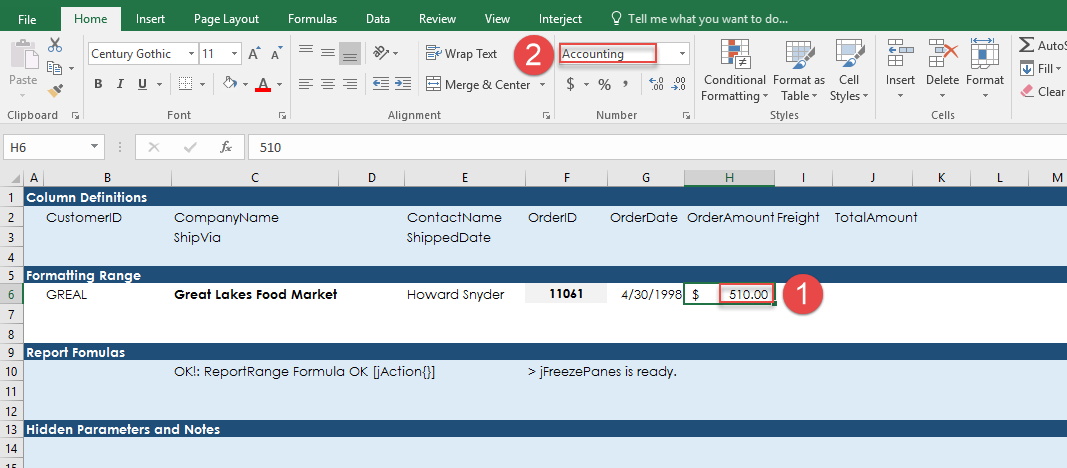 File Home Insert Page Layout Formulas Data Review View Interject Tell me what you want to do...
Paste
Century Gothic 11 A A
B I U A
Wrap Text
Merge & Center
2
Accounting
$ % , .0 .00 .00 .0
Conditional Formatting
Format as Table
Cell Styles
Insert Delete Format
Σ AutoS
Fill
Clear
Clipboard Font Alignment Number Styles Cells
H6 fx 510
A B C D E F G H I J K L M
1 Column Definitions
2 CustomerID CompanyName ContactName OrderID OrderDate OrderAmount Freight TotalAmount
3 ShipVia ShippedDate
4
5 Formatting Range
6 GREAL Great Lakes Food Market Howard Snyder 11061 4/30/1998 $ 510.00 1
7
8
9 Report Fomulas
10 OK!: ReportRange Formula OK [jAction{}] > jFreezePanes is ready.
11
12
13 Hidden Parameters and Notes
14
15